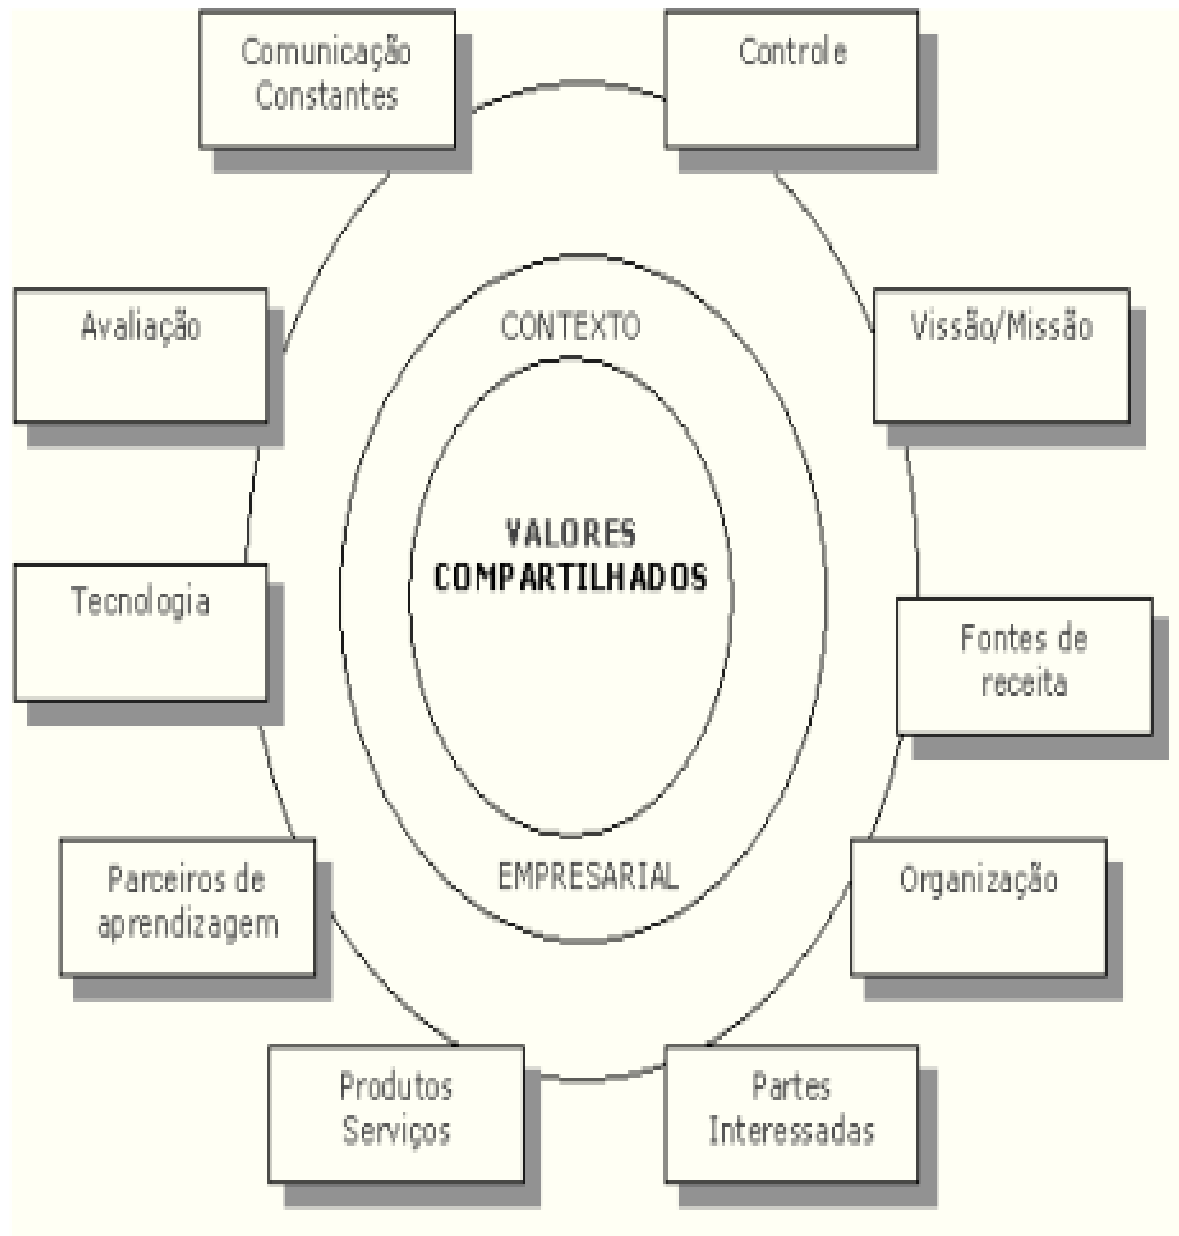 Comunicação
Constantes
Controle
Avaliação
Vissão/Missão
CONTEXTO
VALORES
COMPARTILHADOS
Tecnologia
Fontes de
receita
EMPRESARIAL
Parceiros de
aprendizagem
Organização
Produtos
Serviços
Partes
Interessadas